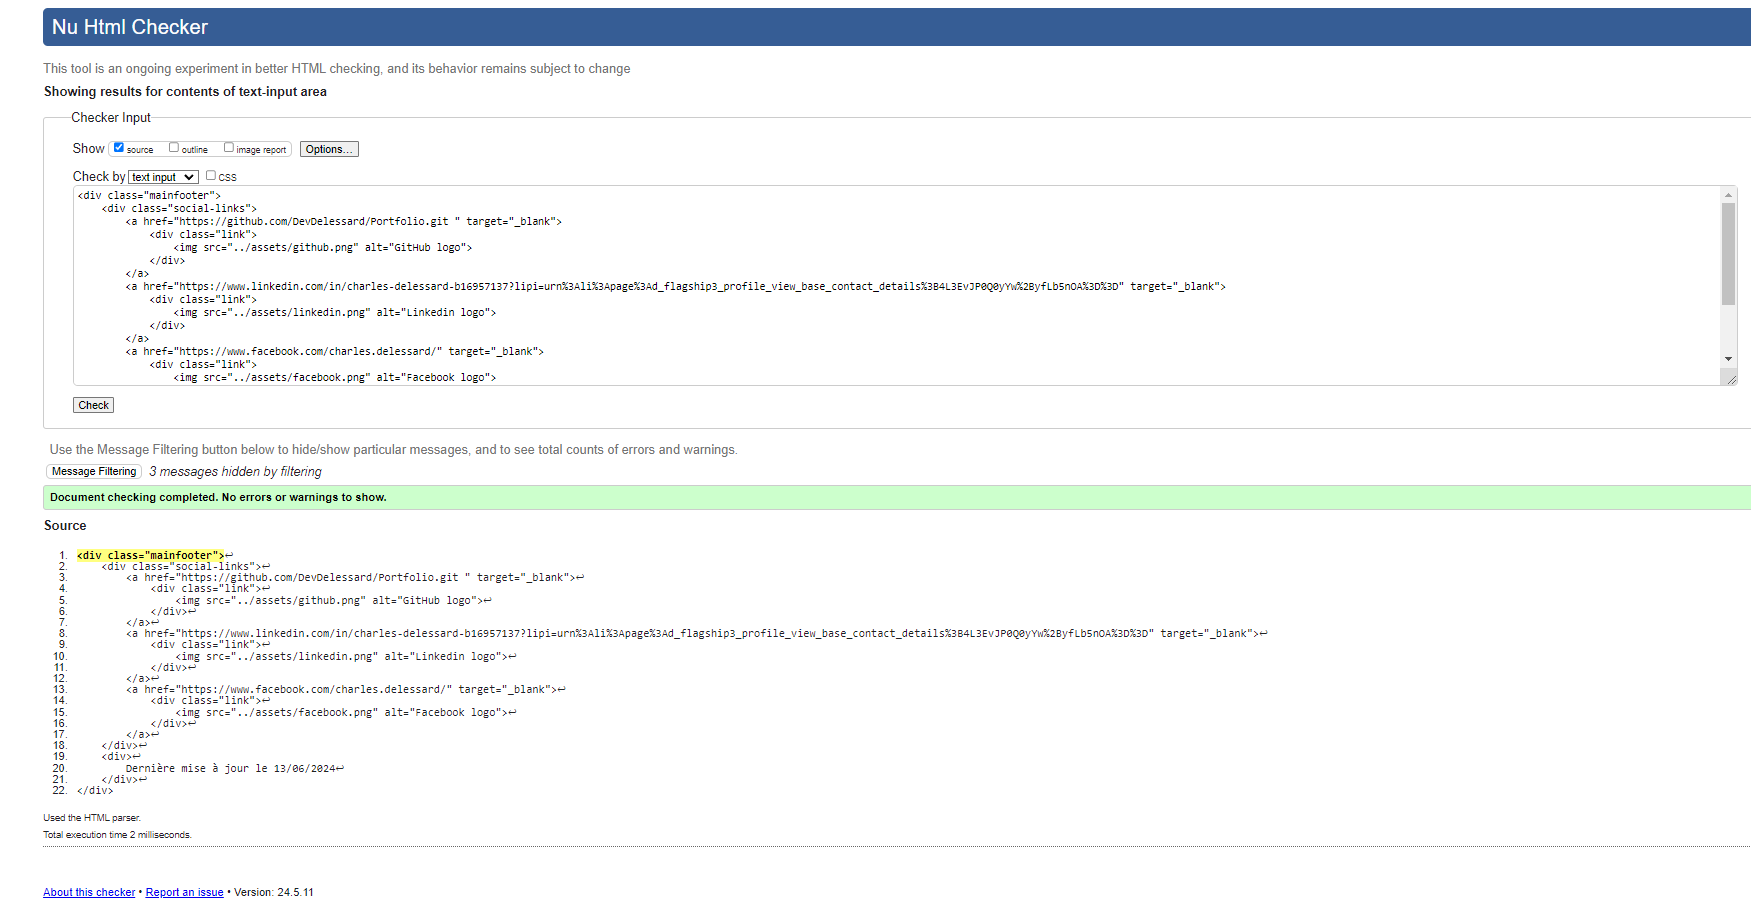 Nu Html Checker
This tool is an ongoing experiment in better HTML checking, and its behavior remains subject to change
Showing results for contents of text-input area
Checker Input
Show source outline image report Options...
Check by text input css
<div class="mainfooter">
    <div class="social-links">
        <a href="https://github.com/DevDelessard/Portfolio.git " target="_blank">
            <div class="link">
                <img src="../assets/github.png" alt="GitHub logo">
            </div>
        </a>
        <a href="https://www.linkedin.com/in/charles-delessard-b16957137?lipi=urn%3Ali%3Apage%3Ad_flagship3_profile_view_base_contact_details%3B4L3EvJP0Q0yYw%2ByfLb5nOA%3D%3D" target="_blank">
            <div class="link">
                <img src="../assets/linkedin.png" alt="Linkedin logo">
            </div>
        </a>
        <a href="https://www.facebook.com/charles.delessard/" target="_blank">
            <div class="link">
                <img src="../assets/facebook.png" alt="Facebook logo">
Check
Use the Message Filtering button below to hide/show particular messages, and to see total counts of errors and warnings.
Message Filtering 3 messages hidden by filtering
Document checking completed. No errors or warnings to show.
Source
1. <div class="mainfooter">↩
2.     <div class="social-links">↩
3.         <a href="https://github.com/DevDelessard/Portfolio.git " target="_blank">↩
4.             <div class="link">↩
5.                 <img src="../assets/github.png" alt="GitHub logo">↩
6.             </div>↩
7.         </a>↩
8.         <a href="https://www.linkedin.com/in/charles-delessard-b16957137?lipi=urn%3Ali%3Apage%3Ad_flagship3_profile_view_base_contact_details%3B4L3EvJP0Q0yYw%2ByfLb5nOA%3D%3D" target="_blank">↩
9.             <div class="link">↩
10.                 <img src="../assets/linkedin.png" alt="Linkedin logo">↩
11.             </div>↩
12.         </a>↩
13.         <a href="https://www.facebook.com/charles.delessard/" target="_blank">↩
14.             <div class="link">↩
15.                 <img src="../assets/facebook.png" alt="Facebook logo">↩
16.             </div>↩
17.         </a>↩
18.     </div>↩
19.     <div>↩
20.         Dernière mise à jour le 13/06/2024↩
21.     </div>↩
22. </div>
Used the HTML parser.
Total execution time 2 milliseconds.
About this checker • Report an issue • Version: 24.5.11